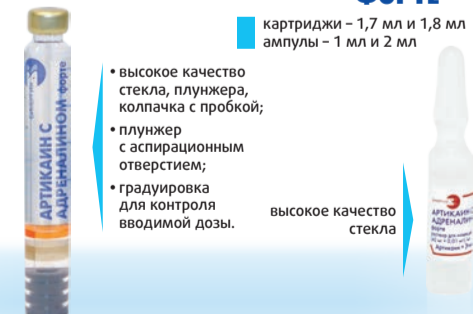 ФОРТЕ
картриджи – 1,7 мл и 1,8 мл
ампулы – 1 мл и 2 мл
• высокое качество
стекла, плунжера,
колпачка с пробкой;
• плунжер
с аспирационным
отверстием;
• градуировка
для контроля
вводимой дозы.
высокое качество
стекла
АРТИКАИН С
АДРЕНАЛИНОМ форте
АРТИКАИН С
АДРЕНАЛИН
форте